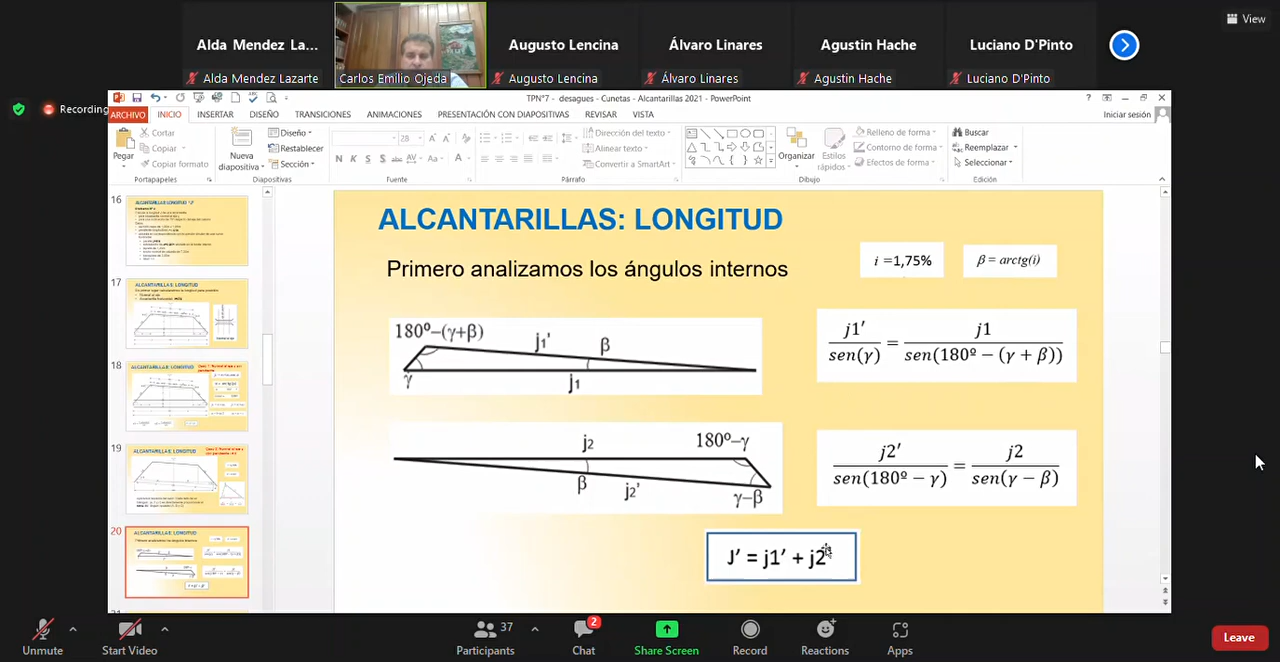 View
Alda Mendez La...
Augusto Lencina
Álvaro Linares
Agustin Hache
Luciano D'Pinto
Alda Mendez Lazarte
Carlos Emilio Ojeda
Augusto Lencina
Álvaro Linares
Agustin Hache
Luciano D'Pinto
Recording
TPN°7 - desagues - Cunetas - Alcantarillas 2021 - PowerPoint
ARCHIVO INICIO INSERTAR DISEÑO TRANSICIONES ANIMACIONES PRESENTACIÓN CON DIAPOSITIVAS REVISAR VISTA
Iniciar sesión
Pegar
Cortar
Copiar
Copiar formato
Portapapeles
Nueva diapositiva
Diseño
Restablecer
Sección
Diapositivas
28
N K S S abc AV Aa A
Fuente
Dirección del texto
Alinear texto
Convertir a SmartArt
Párrafo
Organizar
Estilos rápidos
Relleno de forma
Contorno de forma
Efectos de forma
Dibujo
Buscar
Reemplazar
Seleccionar
Edición
16
17
18
19
20
ALCANTARILLAS: LONGITUD
Primero analizamos los ángulos internos
i = 1,75%
β = arctg(i)
180º−(γ+β)
j₁'
β
γ
j₁
j1′ / sen(γ) = j1 / sen(180º − (γ + β))
j₂
180º−γ
β
j₂'
γ−β
j2′ / sen(180º − γ) = j2 / sen(γ − β)
J′ = j1′ + j2′
Unmute
Start Video
37
Participants
2
Chat
Share Screen
Record
Reactions
Apps
Leave